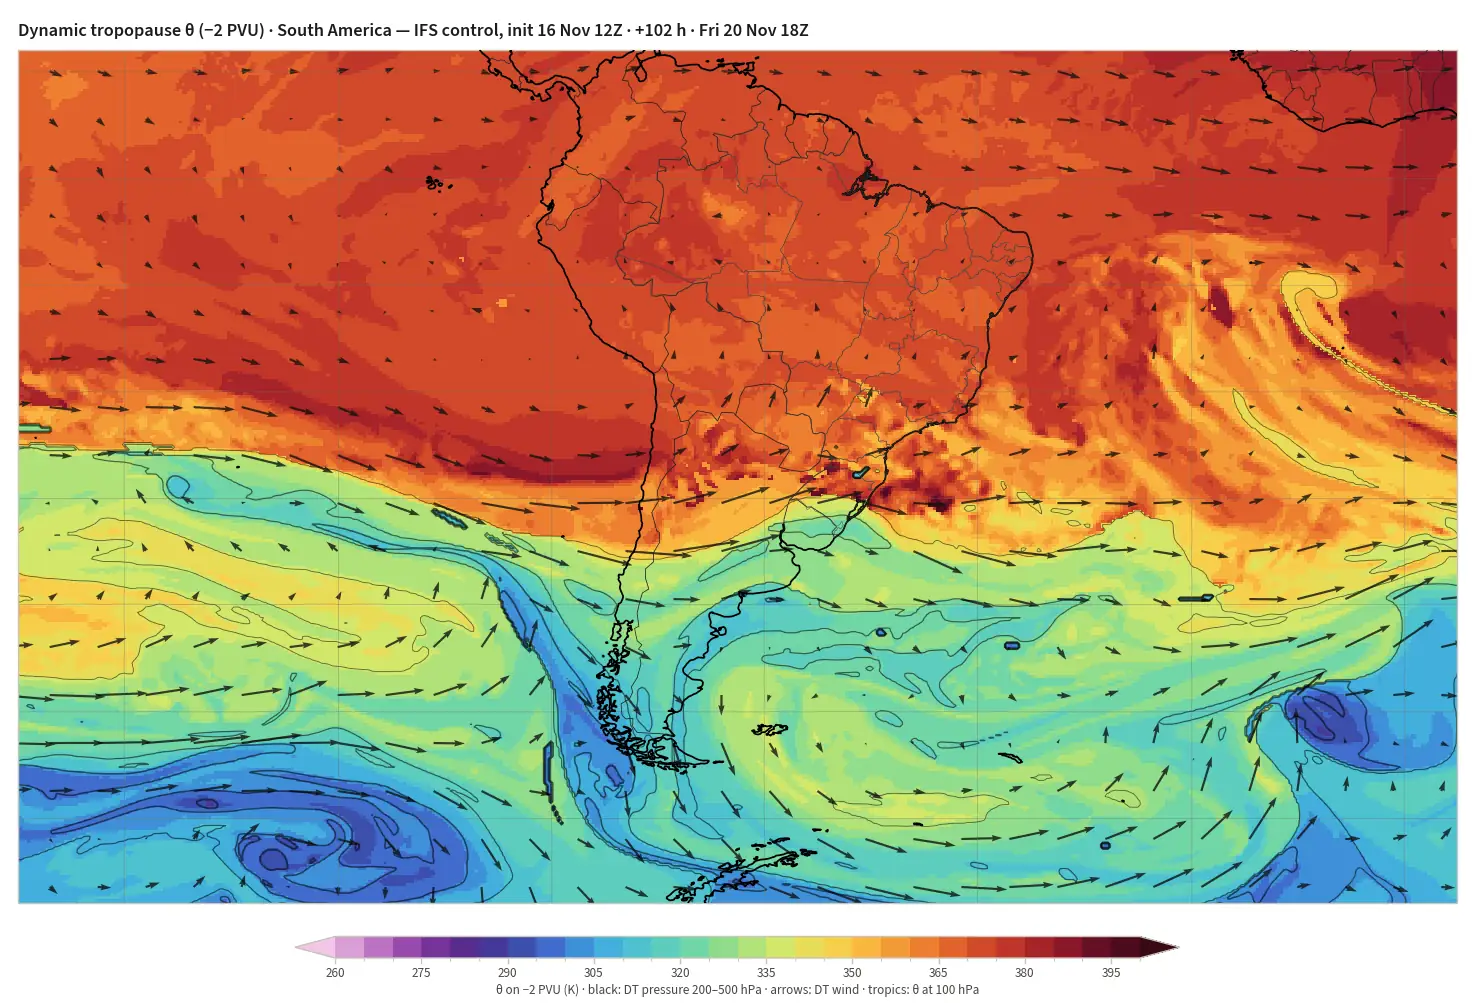 Dynamic tropopause θ (−2 PVU) · South America — IFS control, init 16 Nov 12Z · +102 h · Fri 20 Nov 18Z
260 275 290 305 320 335 350 365 380 395
θ on −2 PVU (K) · black: DT pressure 200–500 hPa · arrows: DT wind · tropics: θ at 100 hPa